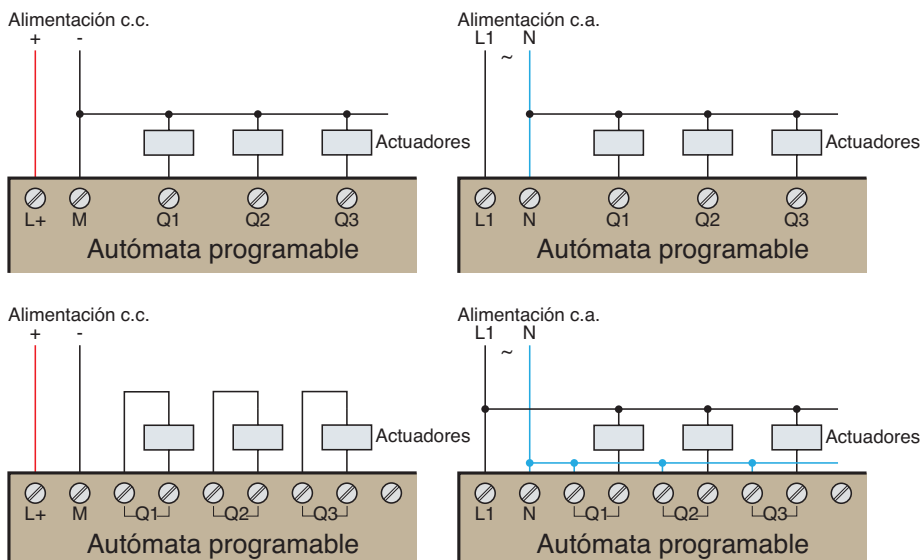 Alimentación c.c.
+ -
Actuadores
L+ M Q1 Q2 Q3
Autómata programable
Alimentación c.a.
L1 N
~
Actuadores
L1 N Q1 Q2 Q3
Autómata programable
Alimentación c.c.
+ -
Actuadores
L+ M Q1 Q2 Q3
Autómata programable
Alimentación c.a.
L1 N
~
Actuadores
L1 N Q1 Q2 Q3
Autómata programable